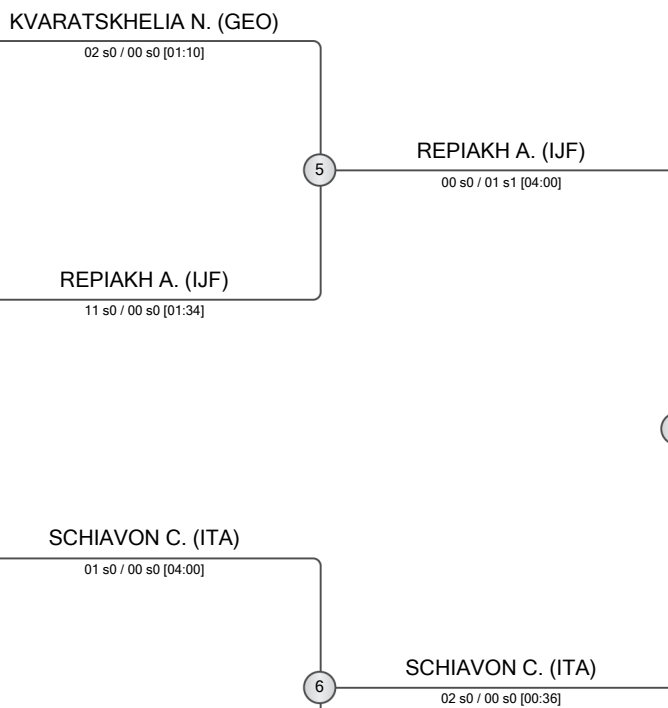 KVARATSKHELIA N. (GEO)
02 s0 / 00 s0 [01:10]
5
REPIAKH A. (IJF)
00 s0 / 01 s1 [04:00]
REPIAKH A. (IJF)
11 s0 / 00 s0 [01:34]
SCHIAVON C. (ITA)
01 s0 / 00 s0 [04:00]
6
SCHIAVON C. (ITA)
02 s0 / 00 s0 [00:36]